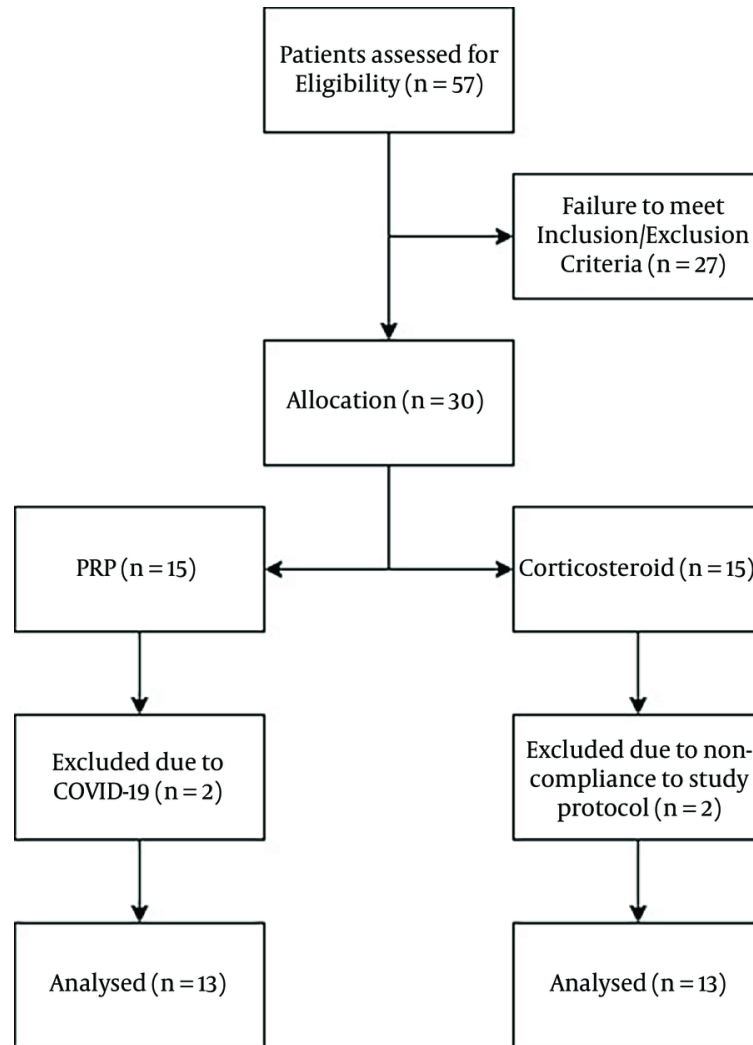 Patients assessed for
Eligibility (n = 57)
Failure to meet
Inclusion/Exclusion
Criteria (n = 27)
Allocation (n = 30)
PRP (n = 15)
Corticosteroid (n = 15)
Excluded due to
COVID-19 (n = 2)
Excluded due to non-
compliance to study
protocol (n = 2)
Analysed (n = 13)
Analysed (n = 13)